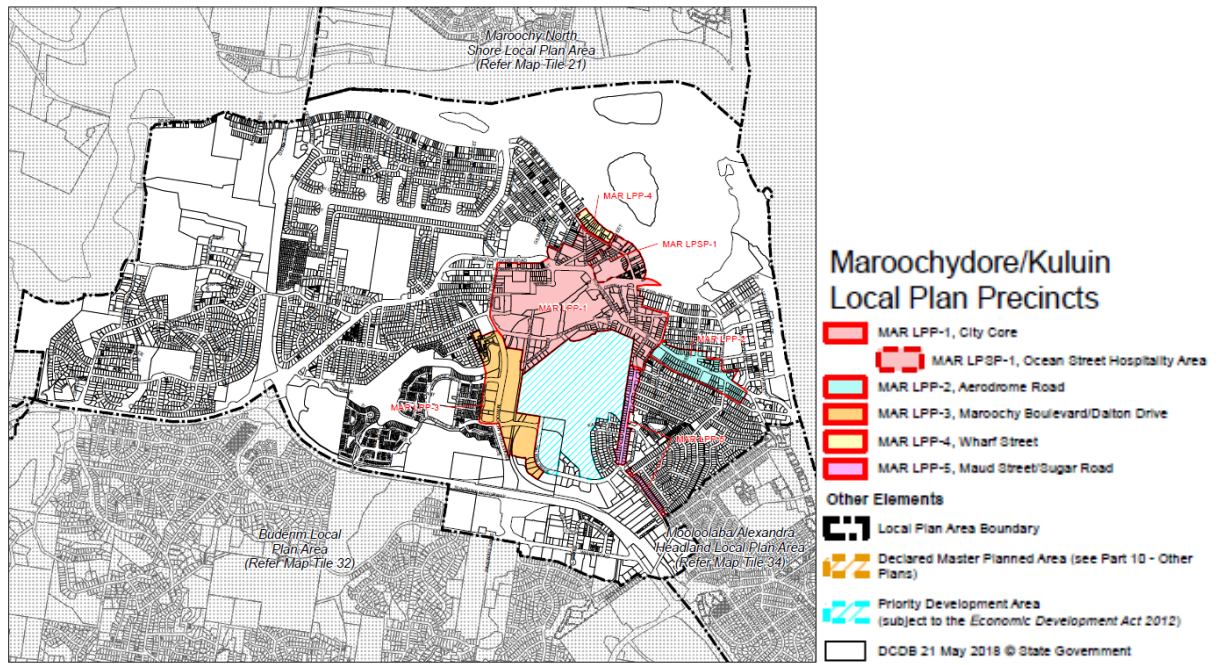 Maroochy North
Shore Local Plan Area
(Refer Map Tile 21)
MAR LPP-4
MAR LPSP-1
MAR LPP-1
MAR LPP-2
MAR LPP-3
MAR LPP-5
Buderim Local
Plan Area
(Refer Map Tile 32)
Mooloolaba/Alexandra
Headland Local Plan Area
(Refer Map Tile 34)
Maroochydore/Kuluin
Local Plan Precincts
MAR LPP-1, City Core
MAR LPSP-1, Ocean Street Hospitality Area
MAR LPP-2, Aerodrome Road
MAR LPP-3, Maroochy Boulevard/Dalton Drive
MAR LPP-4, Wharf Street
MAR LPP-5, Maud Street/Sugar Road
Other Elements
Local Plan Area Boundary
Declared Master Planned Area (see Part 10 - Other
Plans)
Priority Development Area
(subject to the Economic Development Act 2012)
DCDB 21 May 2018 © State Government